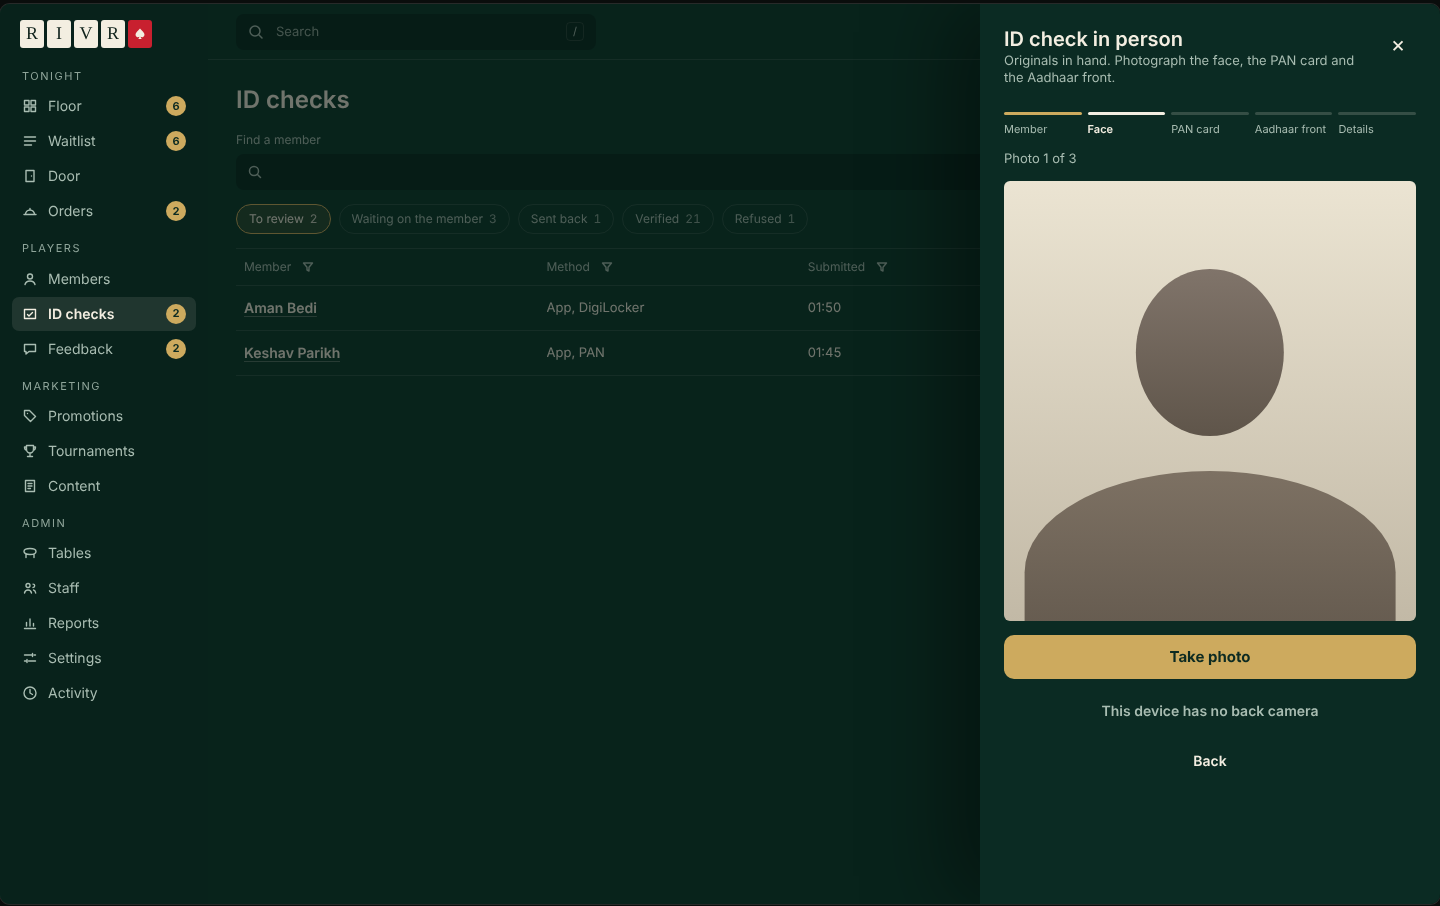 RIVR
TONIGHT
Floor 6
Waitlist 6
Door
Orders 2
PLAYERS
Members
ID checks 2
Feedback 2
MARKETING
Promotions
Tournaments
Content
ADMIN
Tables
Staff
Reports
Settings
Activity
Search /
ID checks
Find a member
To review 2 Waiting on the member 3 Sent back 1 Verified 21 Refused 1
Member Method Submitted
Aman Bedi App, DigiLocker 01:50
Keshav Parikh App, PAN 01:45
ID check in person
Originals in hand. Photograph the face, the PAN card and
the Aadhaar front.
Member Face PAN card Aadhaar front Details
Photo 1 of 3
Take photo
This device has no back camera
Back